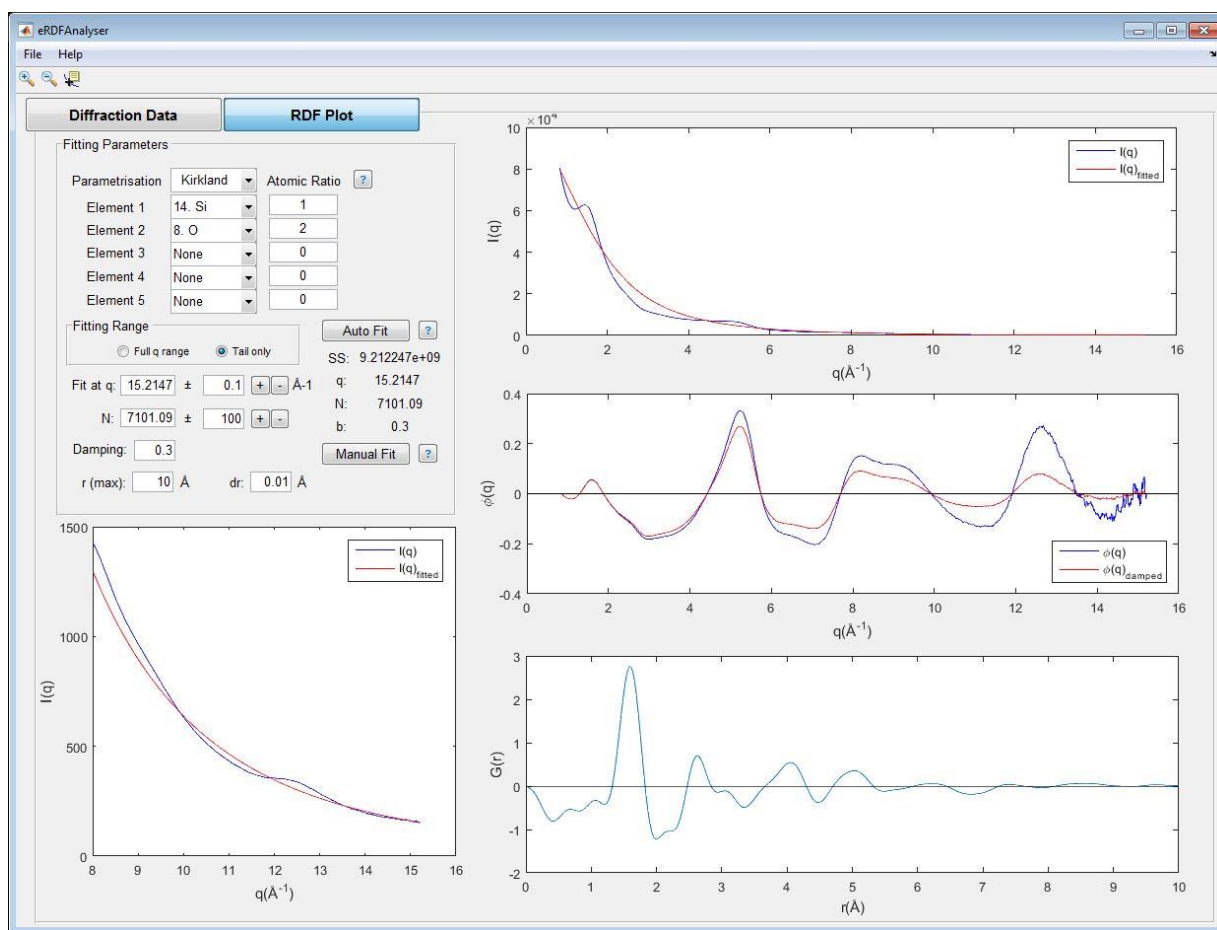 eRDFAnalyser
File Help
Diffraction Data RDF Plot
Fitting Parameters
Parametrisation Kirkland Atomic Ratio ?
Element 1 14. Si 1
Element 2 8. O 2
Element 3 None 0
Element 4 None 0
Element 5 None 0
Fitting Range
Full q range Tail only
Auto Fit ?
SS: 9.212247e+09
Fit at q: 15.2147 ± 0.1 + - Å-1
q: 15.2147
N: 7101.09 ± 100 + -
N: 7101.09
b: 0.3
Damping: 0.3
Manual Fit ?
r (max): 10 Å dr: 0.01 Å
× 10⁴
10
8
6
4
2
0
I(q)
I(q)
I(q)fitted
0 2 4 6 8 10 12 14 16
q(Å⁻¹)
0.4
0.2
0
-0.2
-0.4
ϕ(q)
ϕ(q)
ϕ(q)damped
0 2 4 6 8 10 12 14 16
q(Å⁻¹)
1500
1000
500
0
I(q)
I(q)
I(q)fitted
8 9 10 11 12 13 14 15 16
q(Å⁻¹)
3
2
1
0
-1
-2
G(r)
0 1 2 3 4 5 6 7 8 9 10
r(Å)